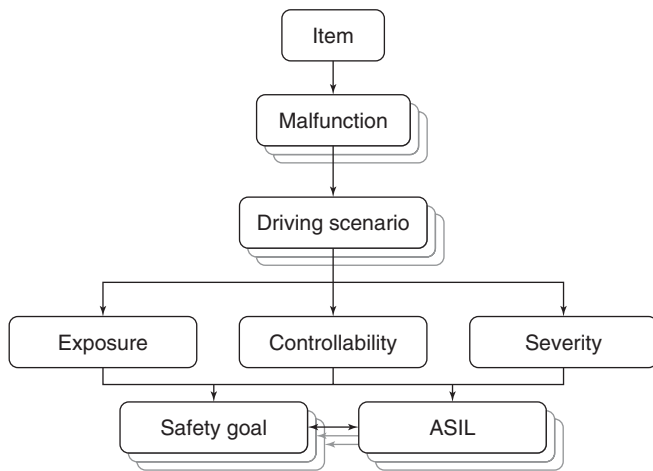 Item
Malfunction
Driving scenario
Exposure
Controllability
Severity
Safety goal
ASIL